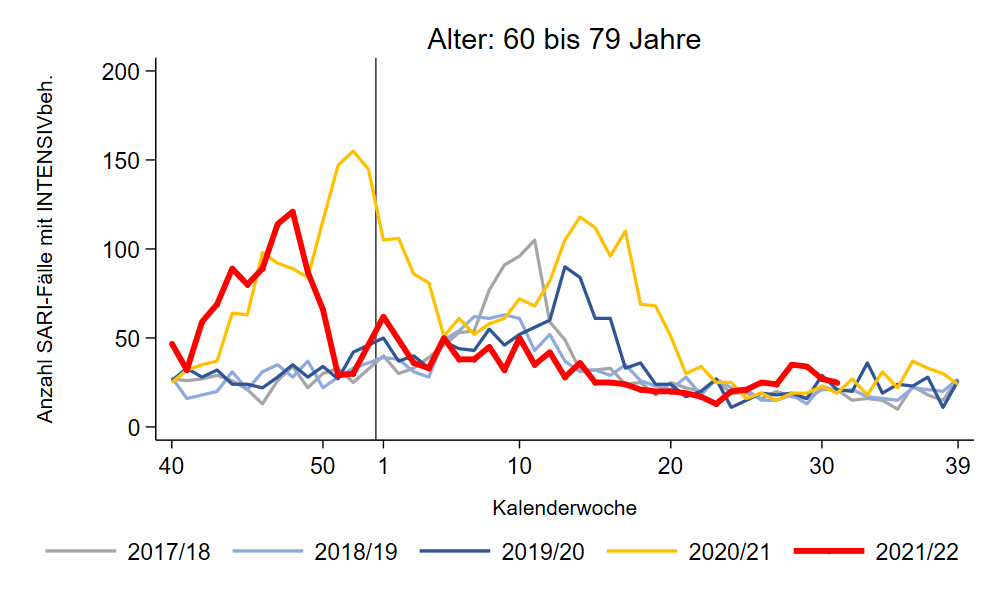 Alter: 60 bis 79 Jahre
Anzahl SARI-Fälle mit INTENSIVbeh.
200
150
100
50
0
40 50 1 10 20 30 39
Kalenderwoche
2017/18 2018/19 2019/20 2020/21 2021/22